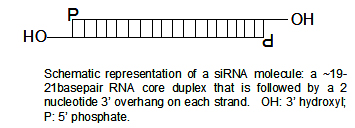 P
OH
HO
P
Schematic representation of a siRNA molecule: a ~19-
21basepair RNA core duplex that is followed by a 2
nucleotide 3' overhang on each strand. OH: 3' hydroxyl;
P: 5' phosphate.